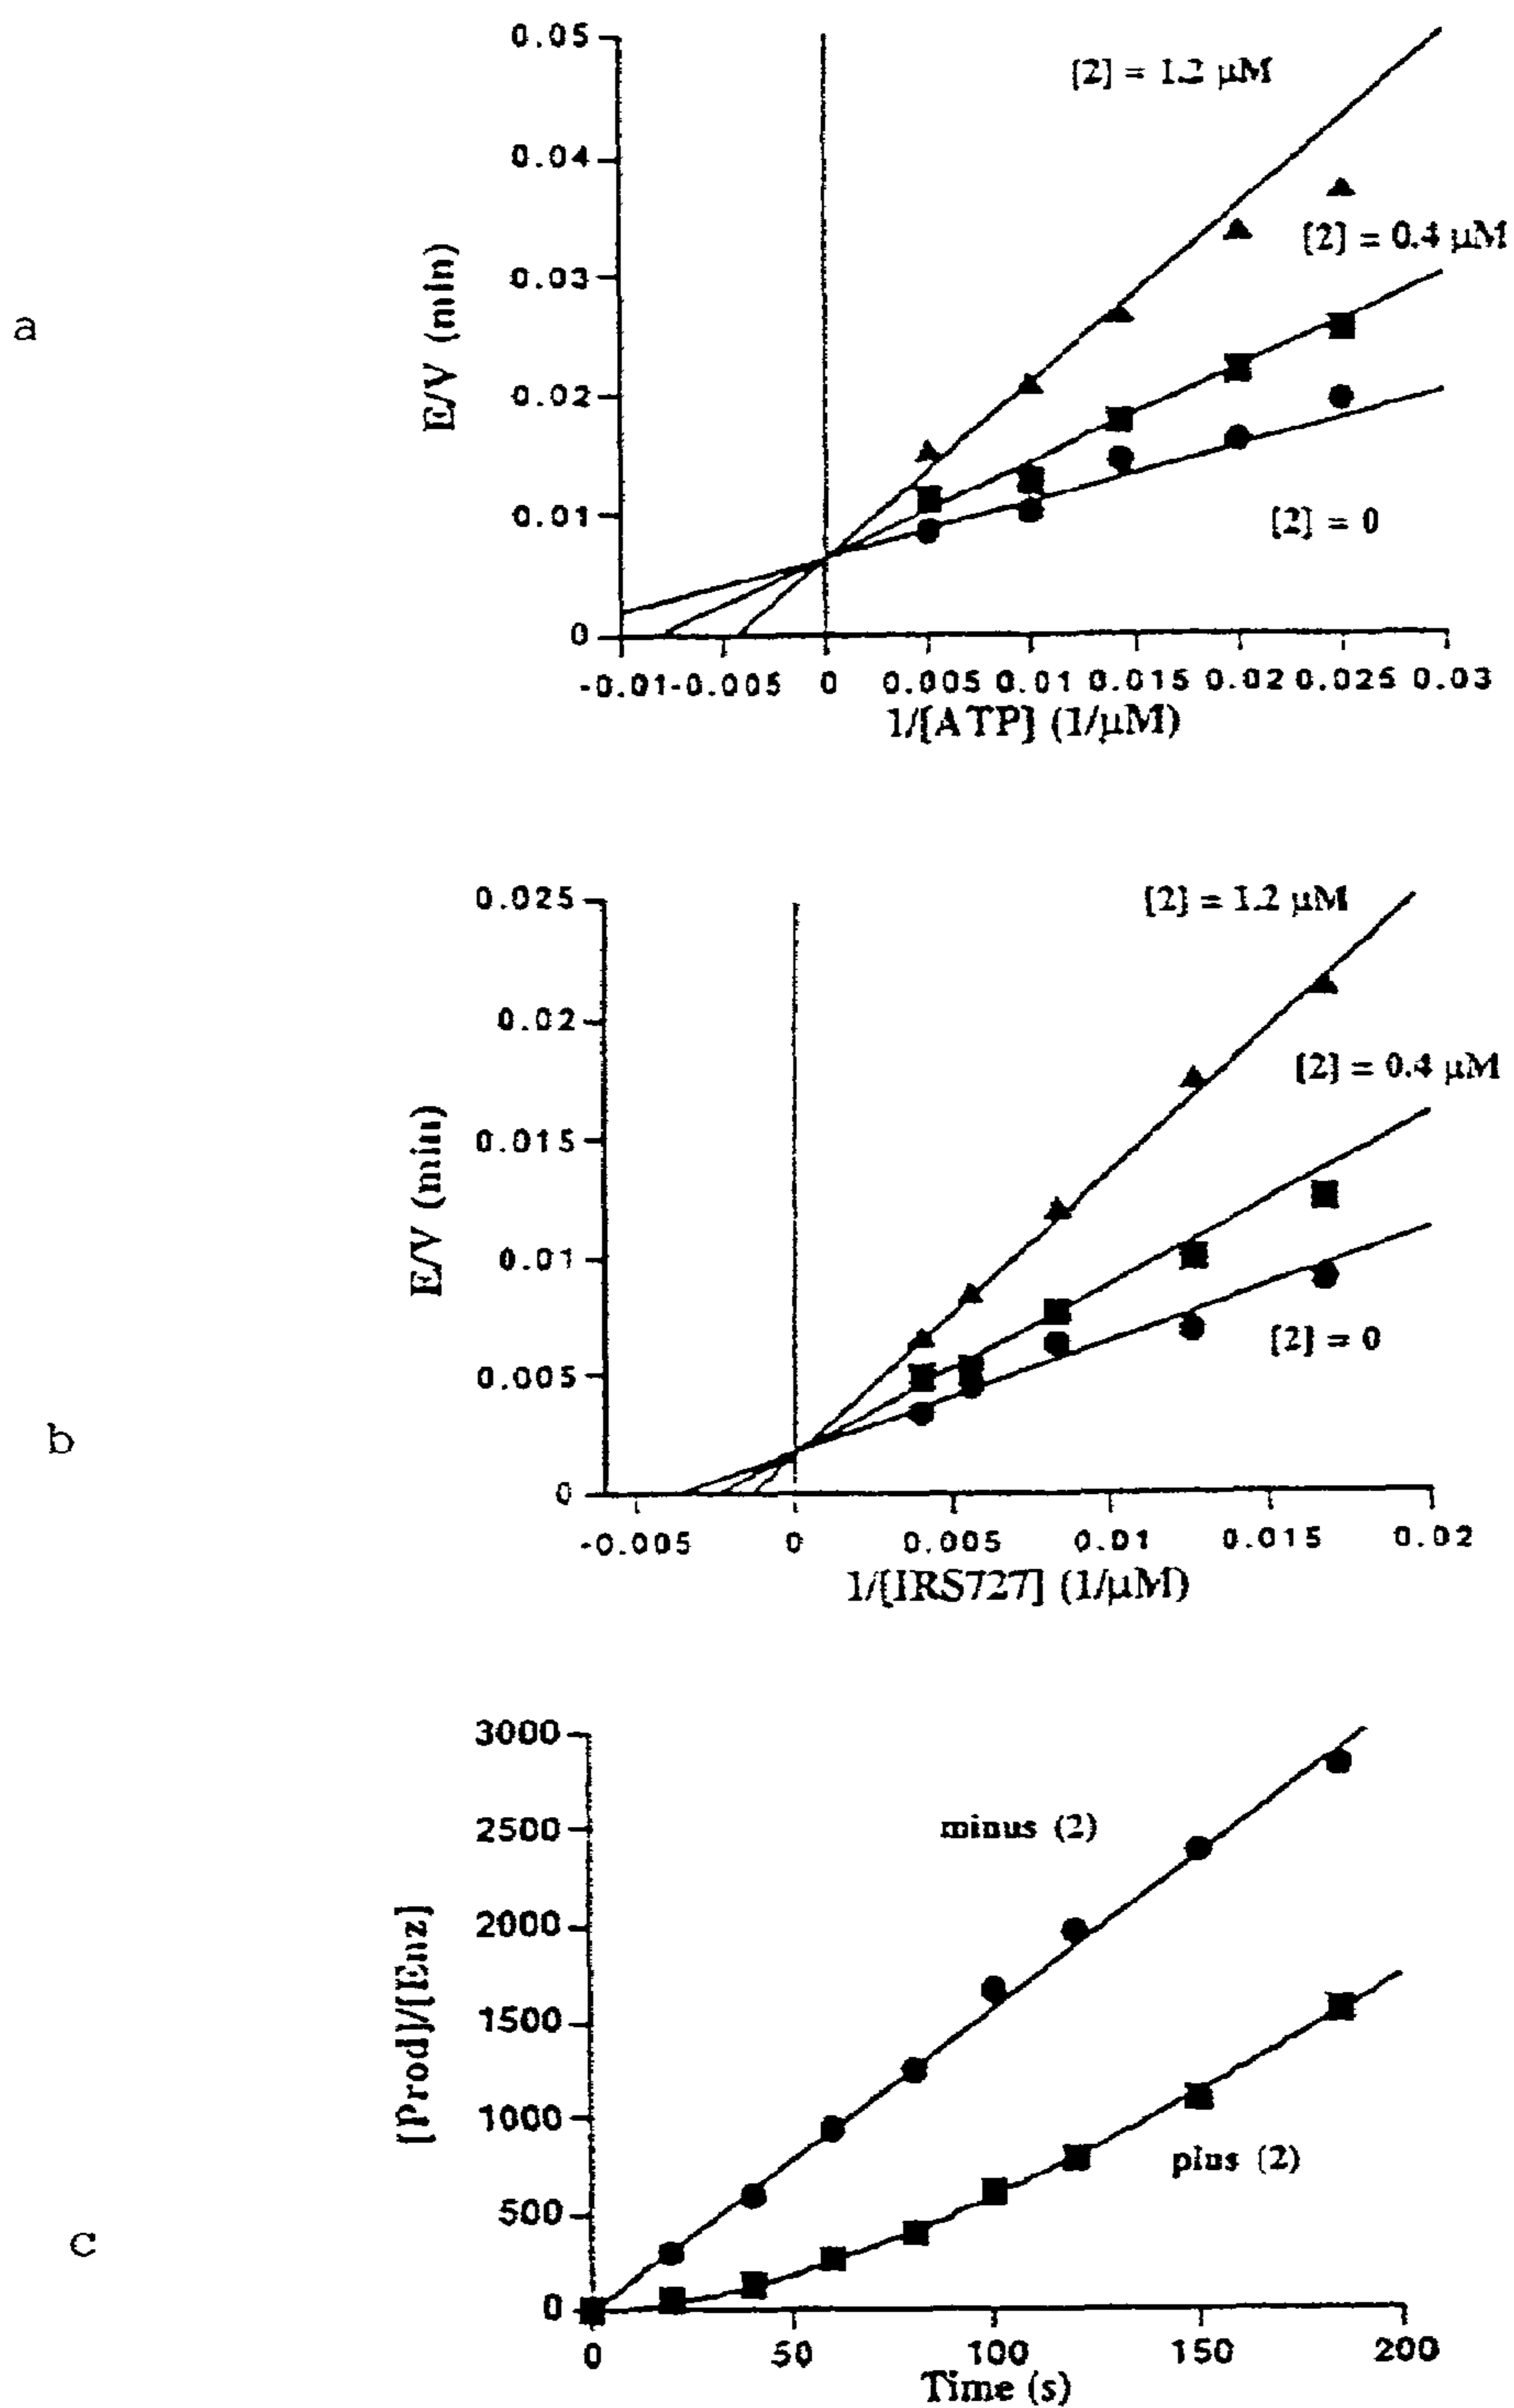 a
E/V (min)
0.05
0.04
0.03
0.02
0.01
0
[2] = 1.2 μM
[2] = 0.4 μM
[2] = 0
-0.01 -0.005 0 0.005 0.01 0.015 0.02 0.025 0.03
1/[ATP] (1/μM)
b
E/V (min)
0.025
0.02
0.015
0.01
0.005
0
[2] = 1.2 μM
[2] = 0.4 μM
[2] = 0
-0.005 0 0.005 0.01 0.015 0.02
1/[IRS727] (1/μM)
c
[Prod]/[Enz]
3000
2500
2000
1500
1000
500
0
minus (2)
plus (2)
0 50 100 150 200
Time (s)